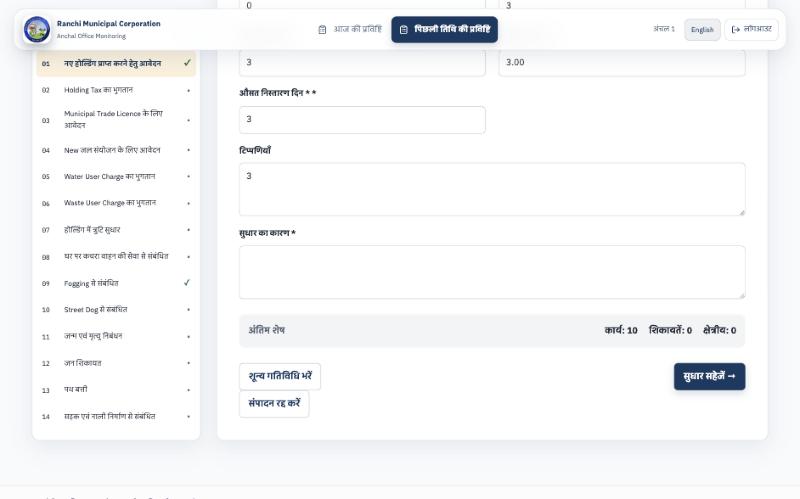 0
3
Ranchi Municipal Corporation
Anchal Office Monitoring
आज की प्रविष्टि
पिछली तिथि की प्रविष्टि
अंचल 1
English
लॉगआउट
01 नए होल्डिंग प्राप्त करने हेतु आवेदन ✓
02 Holding Tax का भुगतान •
03 Municipal Trade Licence के लिए
आवेदन •
04 New जल संयोजन के लिए आवेदन •
05 Water User Charge का भुगतान •
06 Waste User Charge का भुगतान •
07 होल्डिंग में त्रुटि सुधार •
08 घर पर कचरा वाहन की सेवा से संबंधित •
09 Fogging से संबंधित ✓
10 Street Dog से संबंधित •
11 जन्म एवं मृत्यु निबंधन •
12 जन शिकायत •
13 पथ बत्ती •
14 सड़क एवं नाली निर्माण से संबंधित •
3
3.00
औसत निस्तारण दिन * *
3
टिप्पणियाँ
3
सुधार का कारण *
अंतिम शेष
कार्य: 10 शिकायतें: 0 क्षेत्रीय: 0
शून्य गतिविधि भरें
सुधार सहेजें →
संपादन रद्द करें